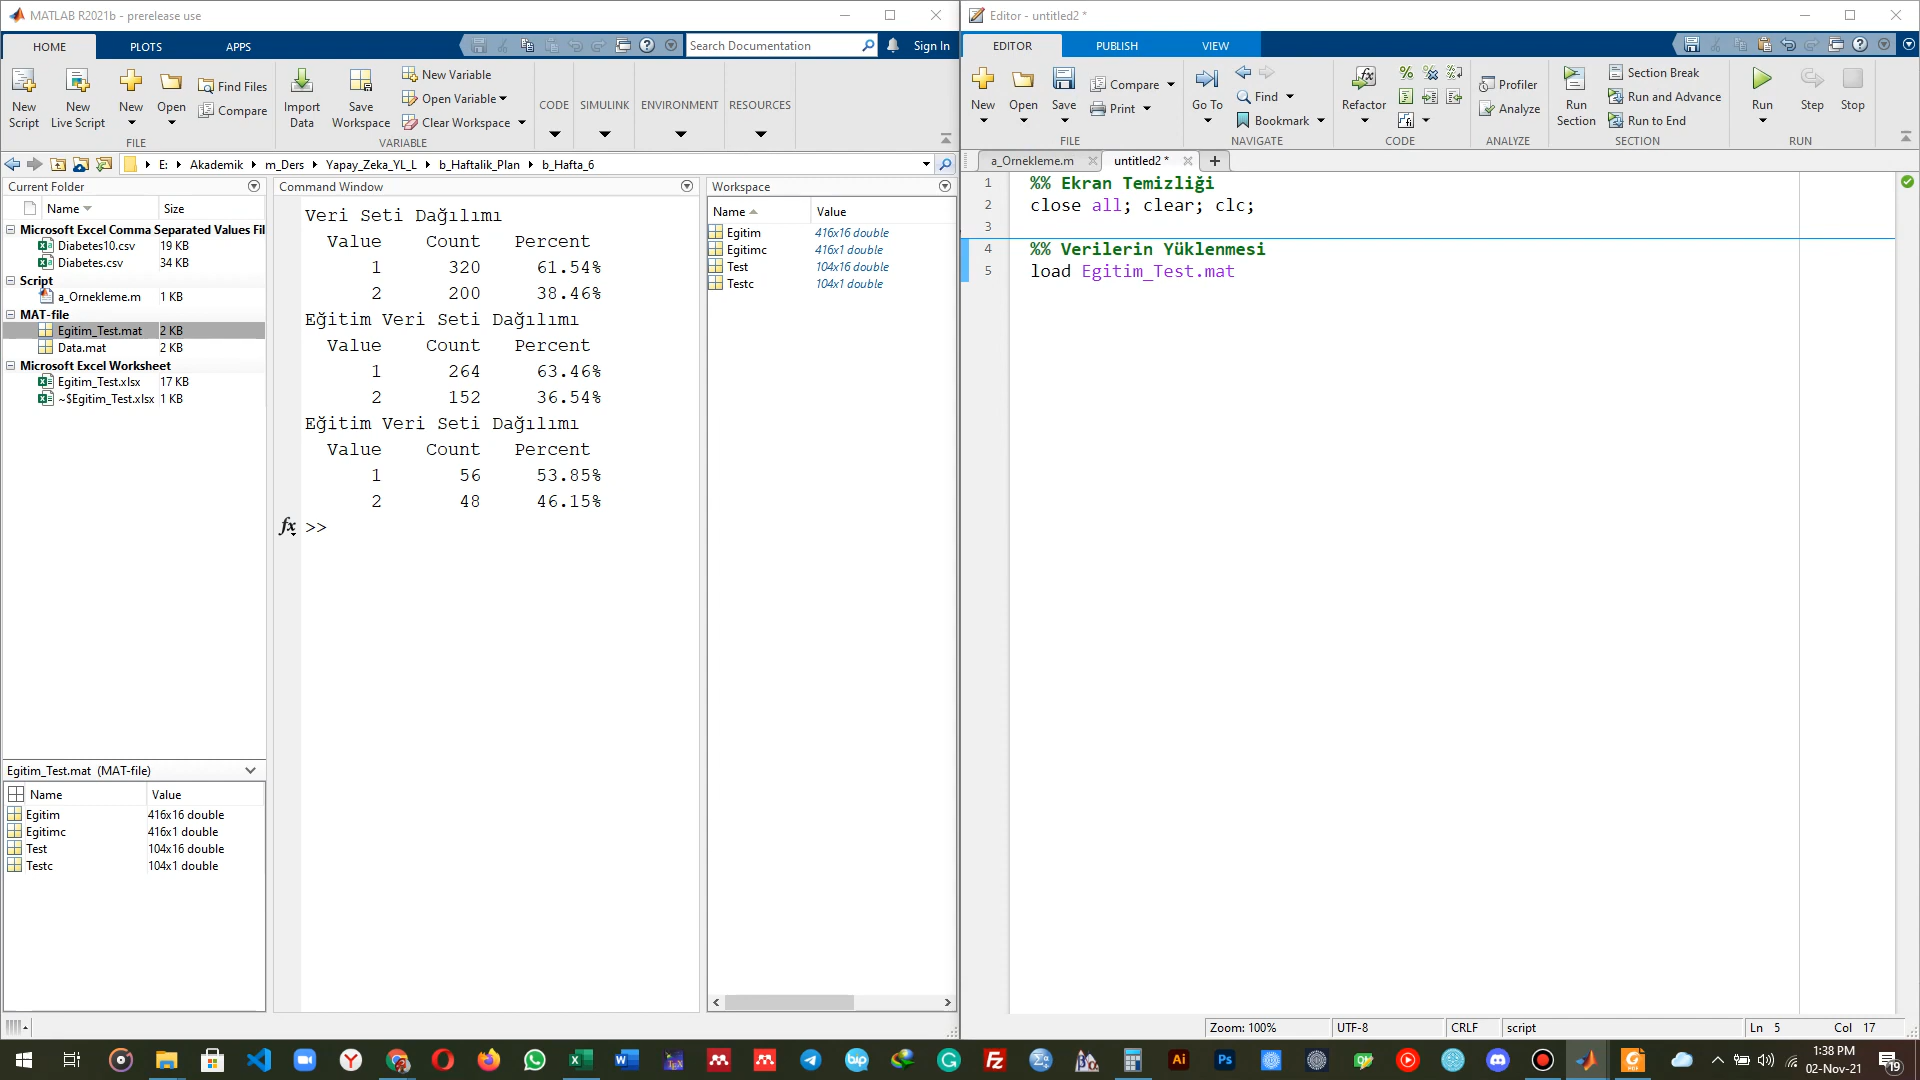 MATLAB R2021b - prerelease use
HOME
PLOTS
APPS
Search Documentation
Sign In
New Script
New Live Script
New
Open
Find Files
Compare
Import Data
Save Workspace
New Variable
Open Variable
Clear Workspace
CODE
SIMULINK
ENVIRONMENT
RESOURCES
FILE
VARIABLE
E:
Akademik
m_Ders
Yapay_Zeka_YL_L
b_Haftalik_Plan
b_Hafta_6
Current Folder
Name
Size
Microsoft Excel Comma Separated Values Fil
Diabetes10.csv 19 KB
Diabetes.csv 34 KB
Script
a_Ornekleme.m 1 KB
MAT-file
Egitim_Test.mat 2 KB
Data.mat 2 KB
Microsoft Excel Worksheet
Egitim_Test.xlsx 17 KB
~$Egitim_Test.xlsx 1 KB
Egitim_Test.mat (MAT-file)
Name Value
Egitim 416x16 double
Egitimc 416x1 double
Test 104x16 double
Testc 104x1 double
Command Window
Veri Seti Dağılımı
Value Count Percent
1 320 61.54%
2 200 38.46%
Eğitim Veri Seti Dağılımı
Value Count Percent
1 264 63.46%
2 152 36.54%
Eğitim Veri Seti Dağılımı
Value Count Percent
1 56 53.85%
2 48 46.15%
fx >>
Workspace
Name Value
Egitim 416x16 double
Egitimc 416x1 double
Test 104x16 double
Testc 104x1 double
Editor - untitled2 *
EDITOR
PUBLISH
VIEW
New
Open
Save
Compare
Print
Go To
Find
Bookmark
Refactor
Profiler
Analyze
Run Section
Section Break
Run and Advance
Run to End
Run
Step
Stop
FILE
NAVIGATE
CODE
ANALYZE
SECTION
RUN
a_Ornekleme.m
untitled2 *
1 %% Ekran Temizliği
2 close all; clear; clc;
3
4 %% Verilerin Yüklenmesi
5 load Egitim_Test.mat
Zoom: 100%
UTF-8
CRLF
script
Ln 5 Col 17
1:38 PM
02-Nov-21
19